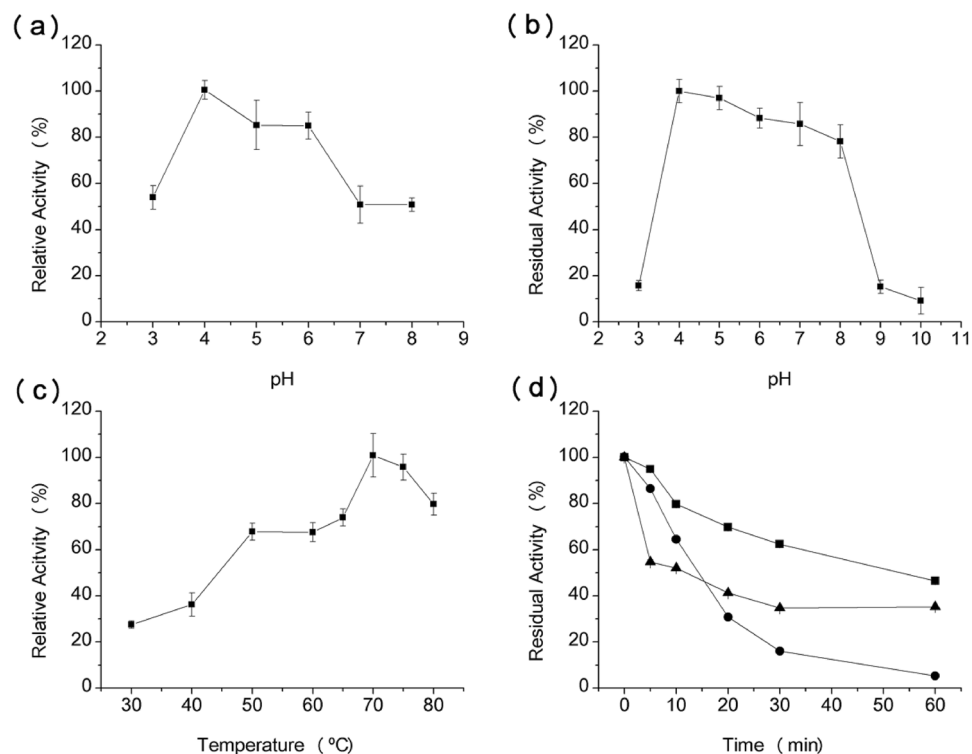 ( a )
120
100
80
60
40
20
0
Relative Acitvity ( % )
2 3 4 5 6 7 8 9
pH
( b )
120
100
80
60
40
20
0
Residual Activity ( % )
2 3 4 5 6 7 8 9 10 11
pH
( c )
120
100
80
60
40
20
0
Relative Acitvity ( % )
30 40 50 60 70 80
Temperature ( ºC )
( d )
120
100
80
60
40
20
0
Residual Activity ( % )
0 10 20 30 40 50 60
Time ( min )